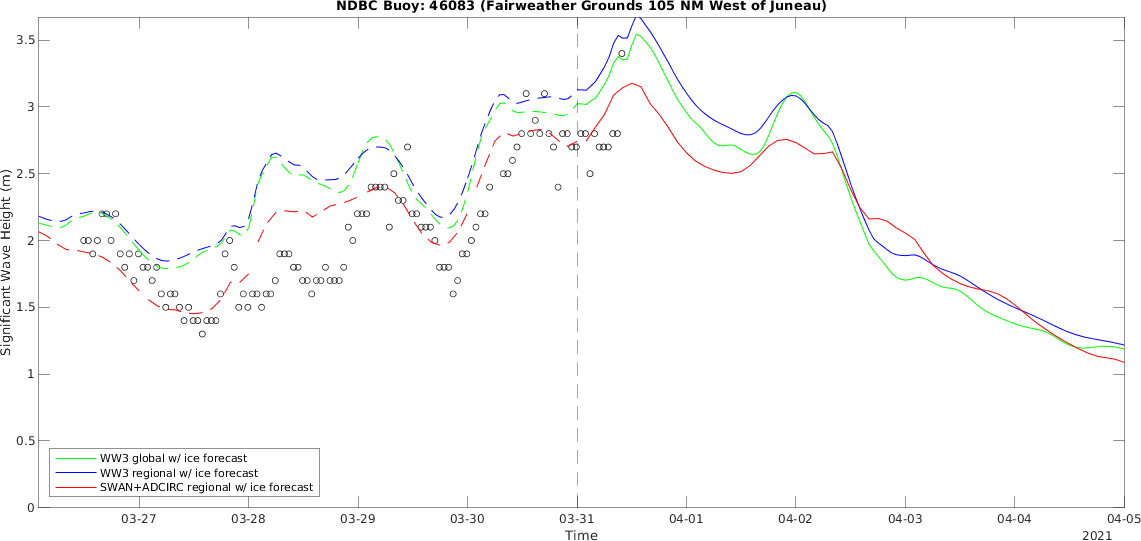 NDBC Buoy: 46083 (Fairweather Grounds 105 NM West of Juneau)
Significant Wave Height (m)
3.5
3
2.5
2
1.5
1
0.5
0
WW3 global w/ ice forecast
WW3 regional w/ ice forecast
SWAN+ADCIRC regional w/ ice forecast
03-27 03-28 03-29 03-30 03-31 04-01 04-02 04-03 04-04 04-05
Time
2021